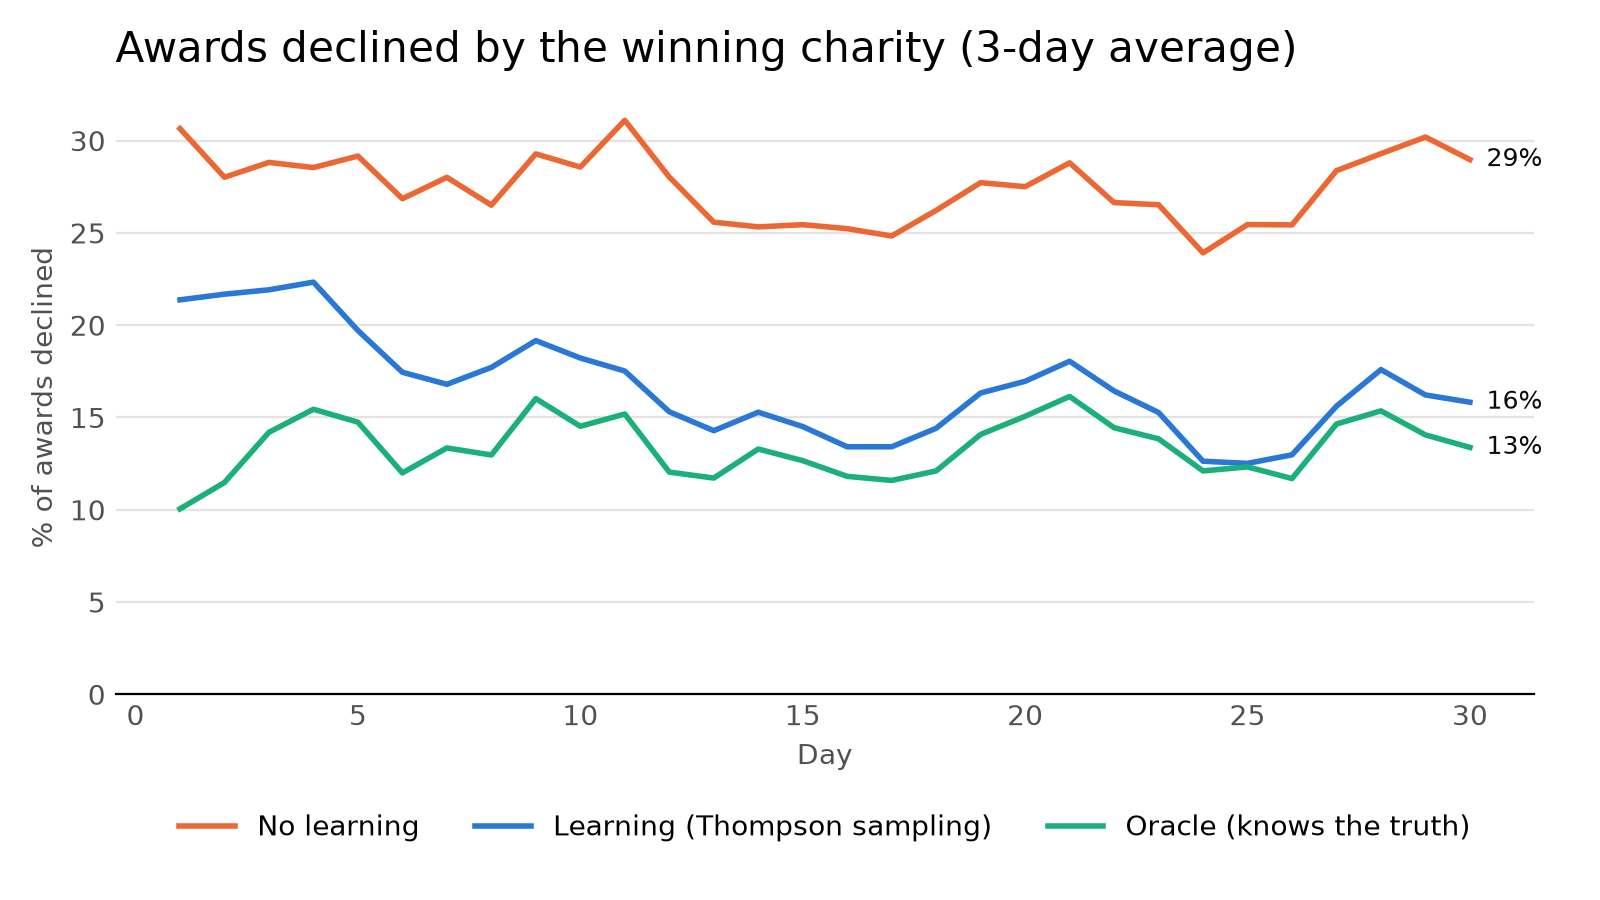 Awards declined by the winning charity (3-day average)
% of awards declined
30
25
20
15
10
5
0
29%
16%
13%
0 5 10 15 20 25 30
Day
No learning Learning (Thompson sampling) Oracle (knows the truth)